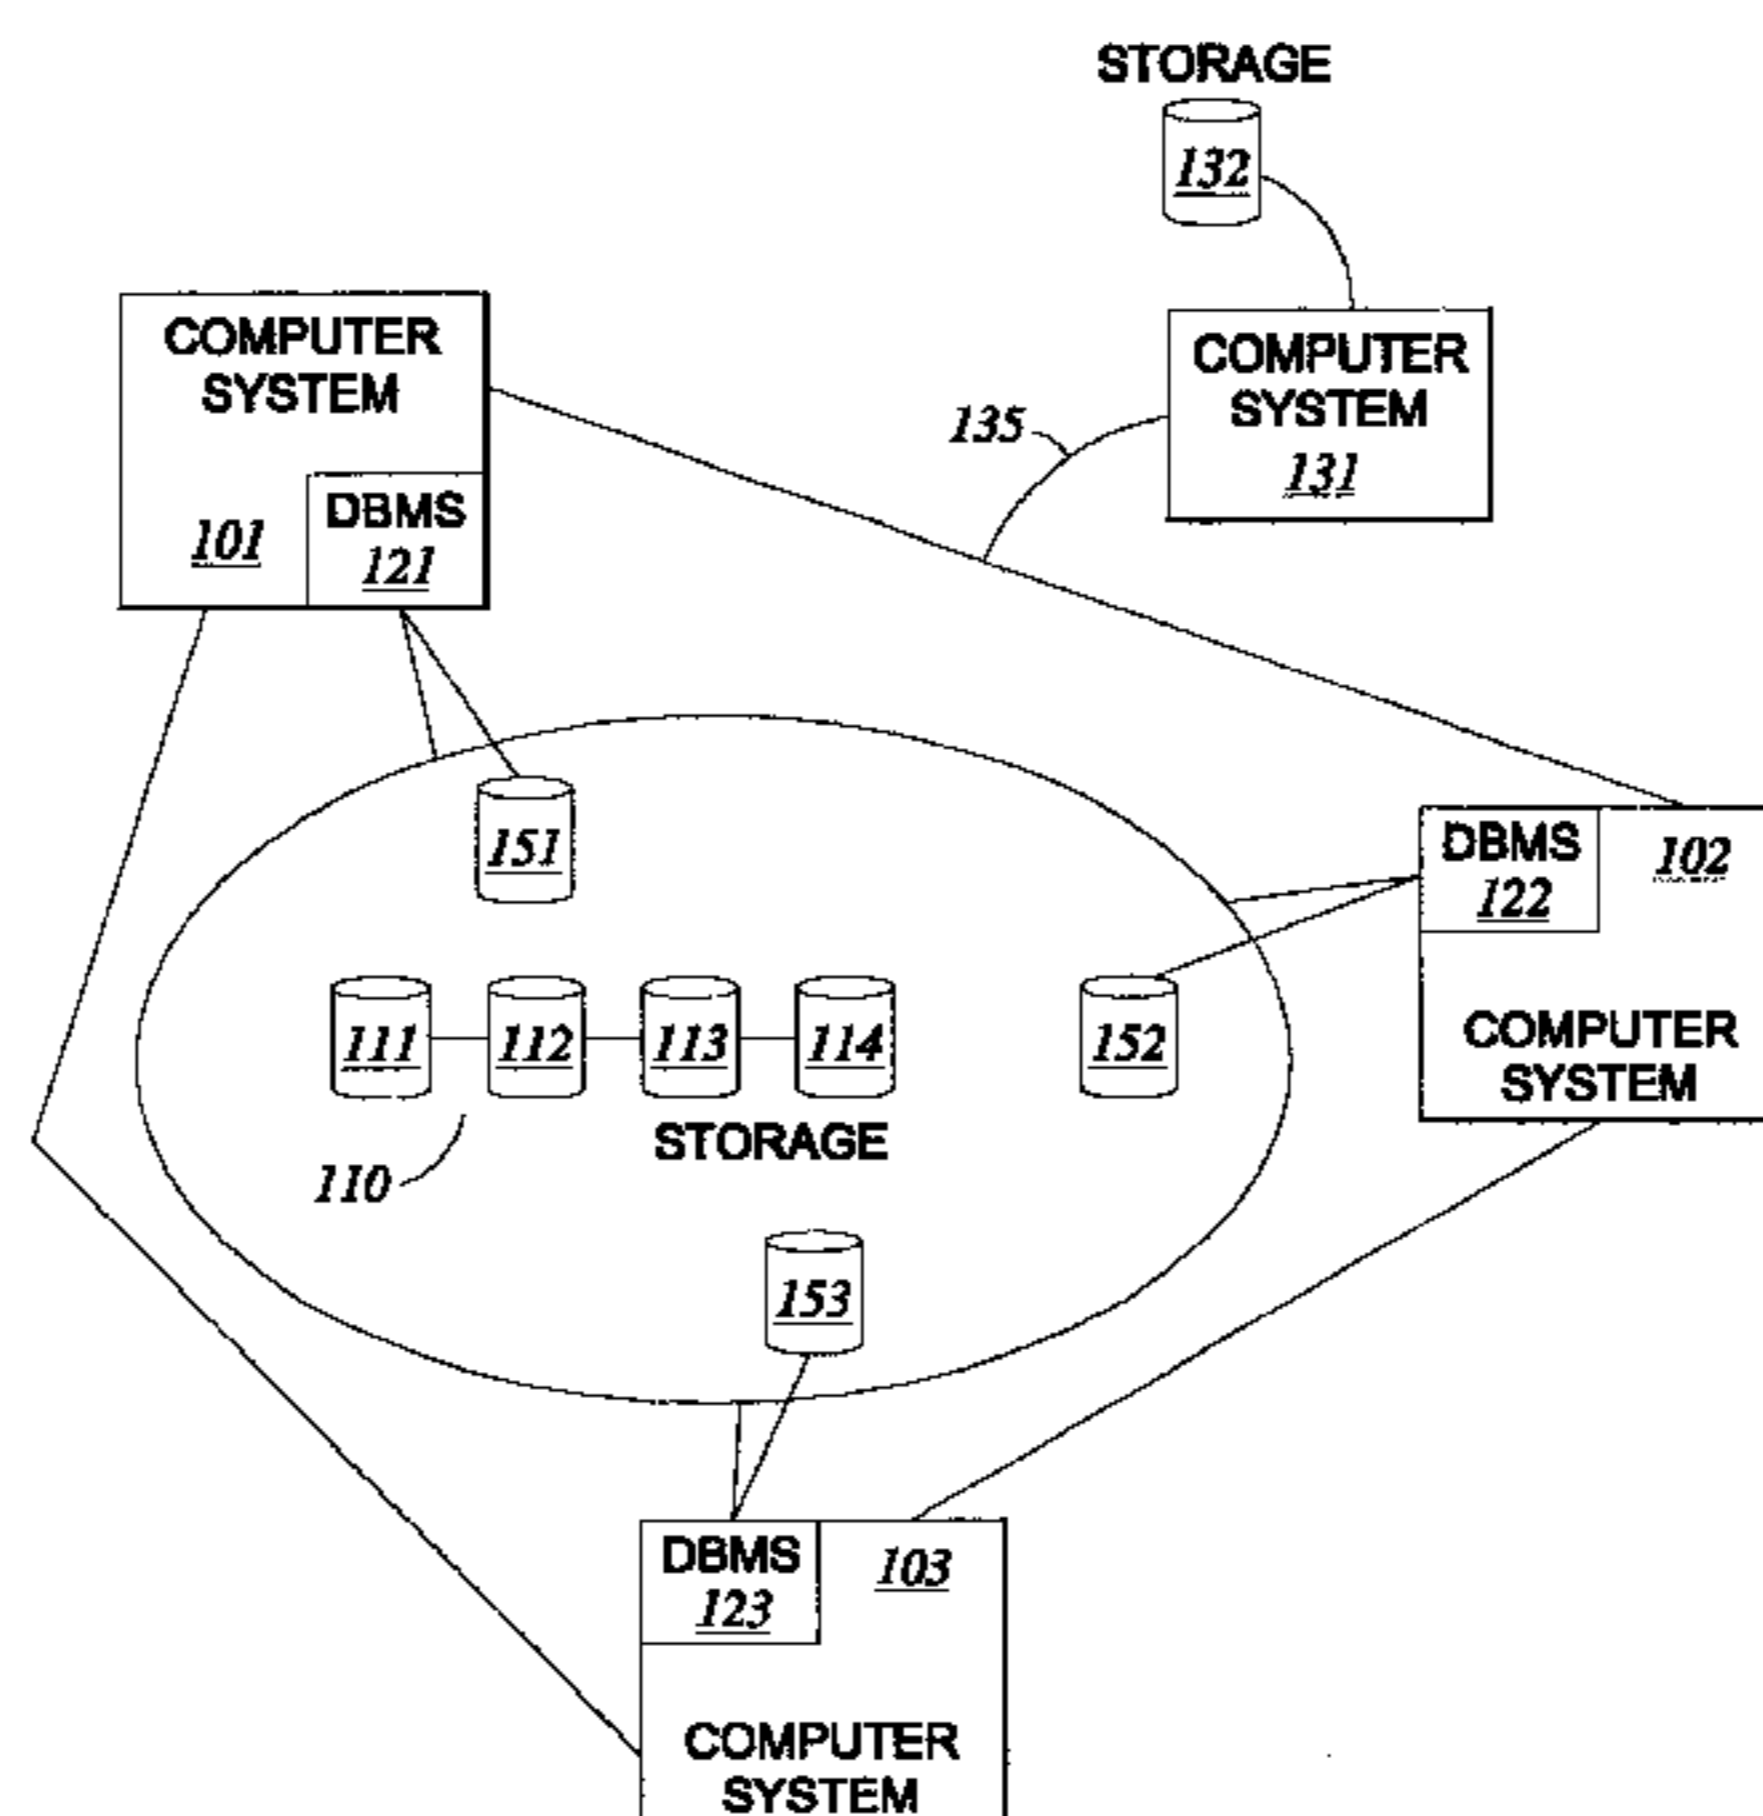 STORAGE
132
COMPUTER
SYSTEM
101
DBMS
121
COMPUTER
SYSTEM
131
135
151
DBMS
122
102
COMPUTER
SYSTEM
111
112
113
114
152
STORAGE
110
153
DBMS
123
103
COMPUTER
SYSTEM